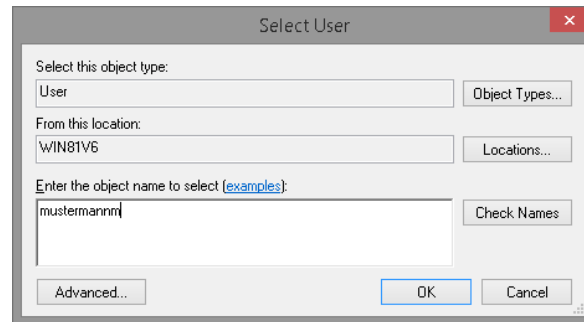 Select User
Select this object type:
User
Object Types...
From this location:
WIN81V6
Locations...
Enter the object name to select (examples):
mustermannm
Check Names
Advanced...
OK
Cancel